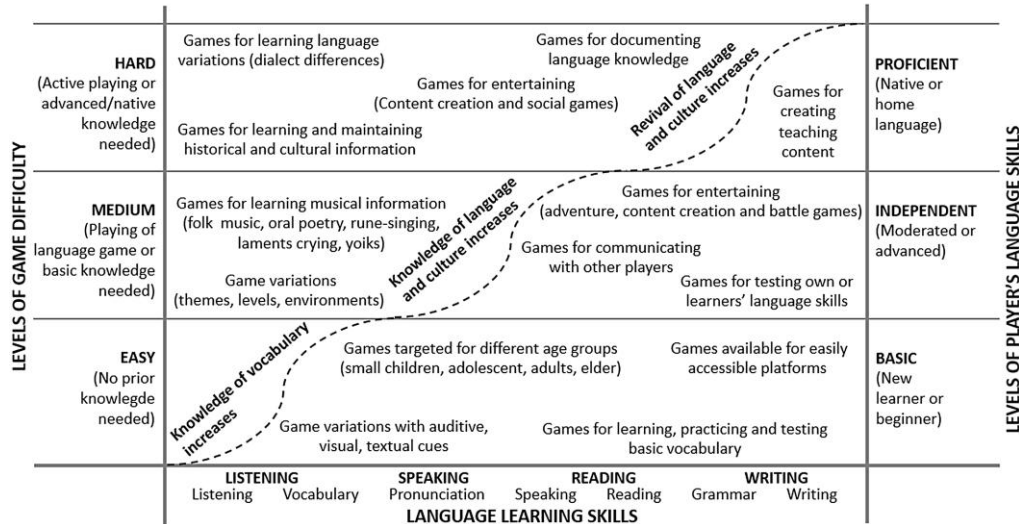 LEVELS OF GAME DIFFICULTY
HARD
(Active playing or
advanced/native
knowledge
needed)
Games for learning language
variations (dialect differences)
Games for documenting
language knowledge
Games for entertaining
(Content creation and social games)
Games for learning and maintaining
historical and cultural information
Revival of language
and culture increases
Games for
creating
teaching
content
PROFICIENT
(Native or
home
language)
MEDIUM
(Playing of
language game or
basic knowledge
needed)
Games for learning musical information
(folk music, oral poetry, rune-singing,
laments crying, yoiks)
Game variations
(themes, levels, environments)
Knowledge of language
and culture increases
Games for entertaining
(adventure, content creation and battle games)
Games for communicating
with other players
Games for testing own or
learners' language skills
INDEPENDENT
(Moderated or
advanced)
EASY
(No prior
knowlegde
needed)
Knowledge of vocabulary
increases
Games targeted for different age groups
(small children, adolescent, adults, elder)
Games available for easily
accessible platforms
Game variations with auditive,
visual, textual cues
Games for learning, practicing and testing
basic vocabulary
BASIC
(New
learner or
beginner)
LEVELS OF PLAYER'S LANGUAGE SKILLS
LISTENING SPEAKING READING WRITING
Listening Vocabulary Pronunciation Speaking Reading Grammar Writing
LANGUAGE LEARNING SKILLS